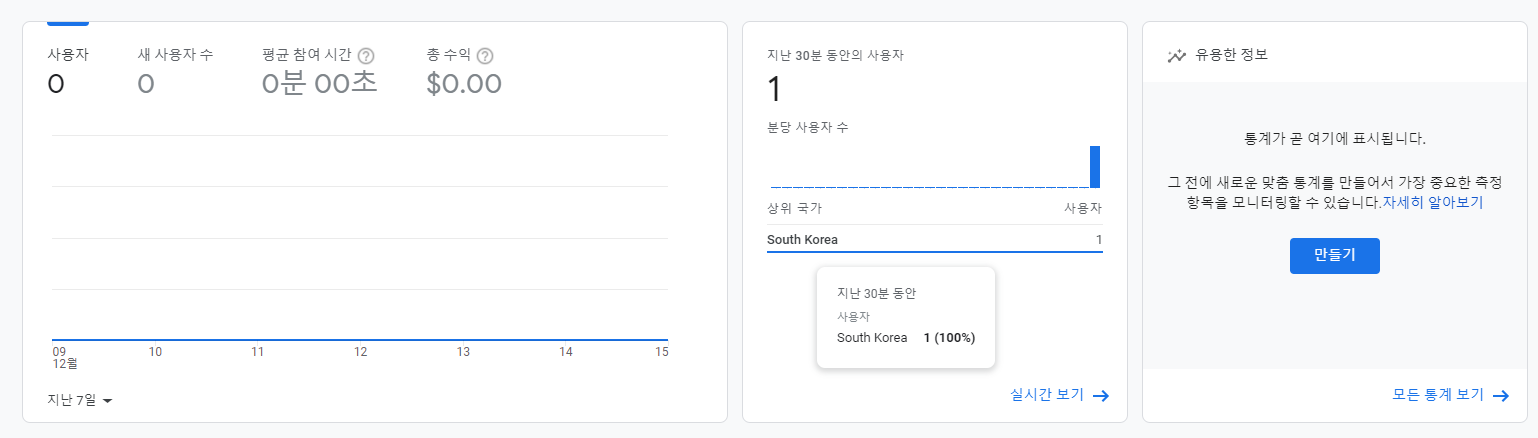 사용자
0
새 사용자 수
0
평균 참여 시간 ?
0분 00초
총 수익 ?
$0.00
09
12월
10
11
12
13
14
15
지난 7일
지난 30분 동안의 사용자
1
분당 사용자 수
상위 국가 사용자
South Korea 1
지난 30분 동안
사용자
South Korea 1 (100%)
실시간 보기
유용한 정보
통계가 곧 여기에 표시됩니다.
그 전에 새로운 맞춤 통계를 만들어서 가장 중요한 측정
항목을 모니터링할 수 있습니다.자세히 알아보기
만들기
모든 통계 보기